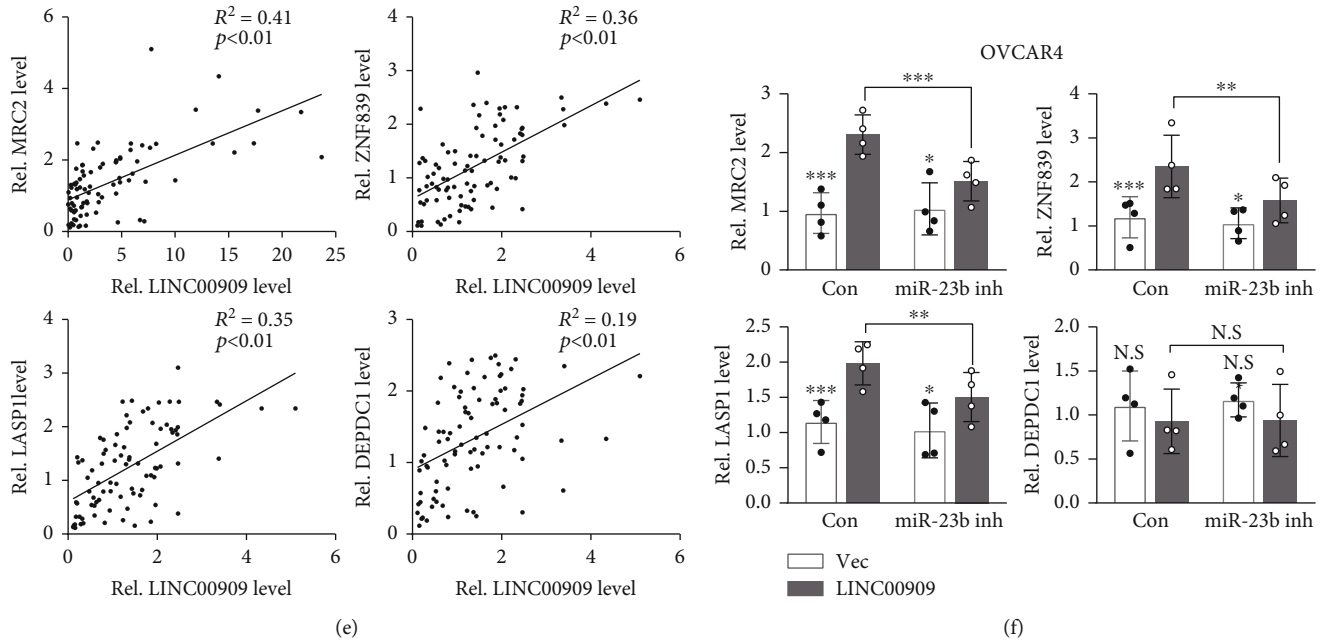 R² = 0.41
p<0.01
Rel. MRC2 level
6
4
2
0
0 5 10 15 20 25
Rel. LINC00909 level
R² = 0.36
p<0.01
Rel. ZNF839 level
4
3
2
1
0
0 2 4 6
Rel. LINC00909 level
R² = 0.35
p<0.01
Rel. LASP1level
4
3
2
1
0
0 2 4 6
Rel. LINC00909 level
R² = 0.19
p<0.01
Rel. DEPDC1 level
3
2
1
0
0 2 4 6
Rel. LINC00909 level
(e)
OVCAR4
Rel. MRC2 level
3
2
1
0
***
***
*
Con miR-23b inh
Rel. ZNF839 level
4
3
2
1
0
**
***
*
Con miR-23b inh
Rel. LASP1 level
2.5
2.0
1.5
1.0
0.5
0.0
**
***
*
Con miR-23b inh
Rel. DEPDC1 level
2.0
1.5
1.0
0.5
0.0
N.S
N.S
N.S
*
Con miR-23b inh
Vec
LINC00909
(f)